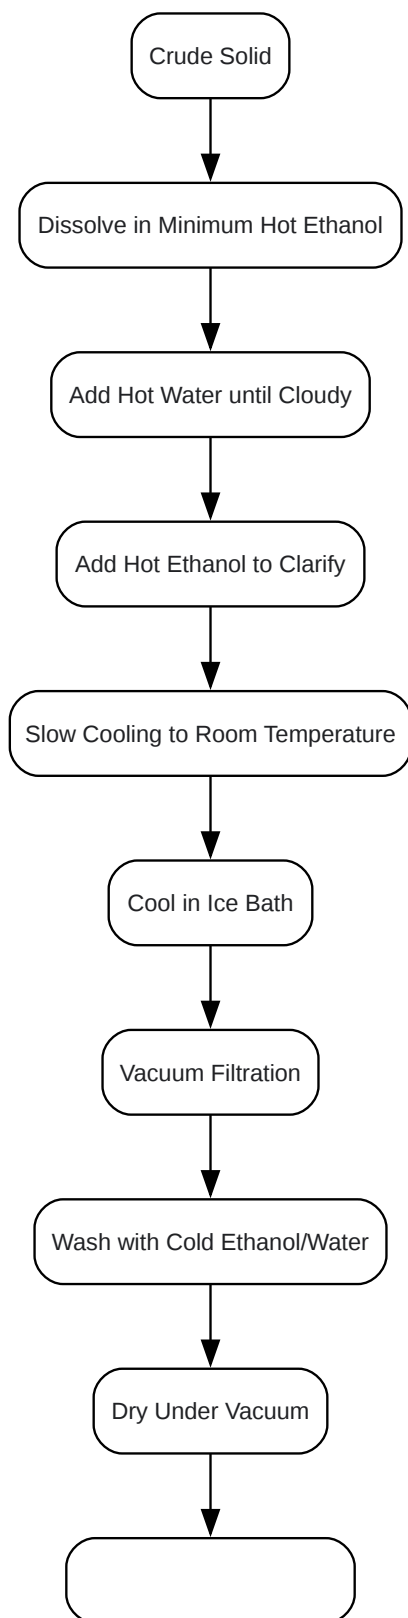 Crude Solid
Dissolve in Minimum Hot Ethanol
Add Hot Water until Cloudy
Add Hot Ethanol to Clarify
Slow Cooling to Room Temperature
Cool in Ice Bath
Vacuum Filtration
Wash with Cold Ethanol/Water
Dry Under Vacuum